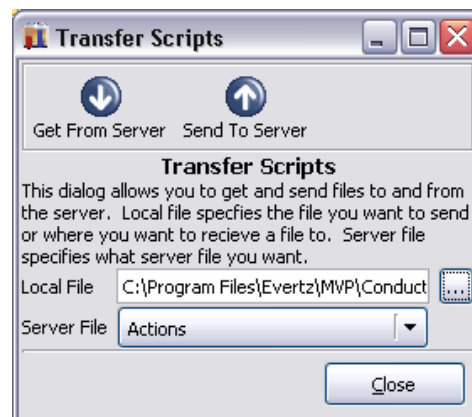 Transfer Scripts
Get From Server Send To Server
Transfer Scripts
This dialog allows you to get and send files to and from
the server. Local file specfies the file you want to send
or where you want to recieve a file to. Server file
specifies what server file you want.
Local File C:\Program Files\Evertz\MVP\Conduct ...
Server File Actions
Close